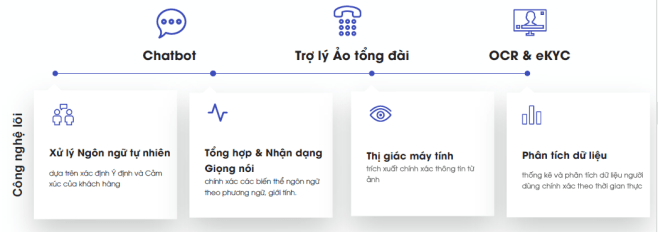 Chatbot
Trợ lý Ảo tổng đài
OCR & eKYC
Công nghệ lõi
Xử lý Ngôn ngữ tự nhiên
dựa trên xác định Ý định và Cảm
xúc của khách hàng
Tổng hợp & Nhận dạng
Giọng nói
chính xác các biến thể ngôn ngữ
theo phương ngữ, giới tính.
Thị giác máy tính
trích xuất chính xác thông tin từ
ảnh
Phân tích dữ liệu
thống kê và phân tích dữ liệu người
dùng chính xác theo thời gian thực